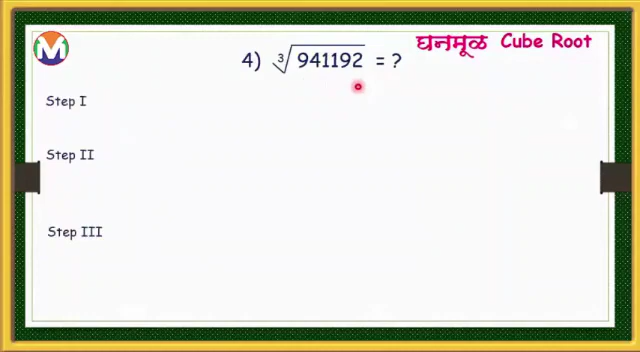 घनमूळ Cube Root
4) ∛941192 = ?
Step I
Step II
Step III